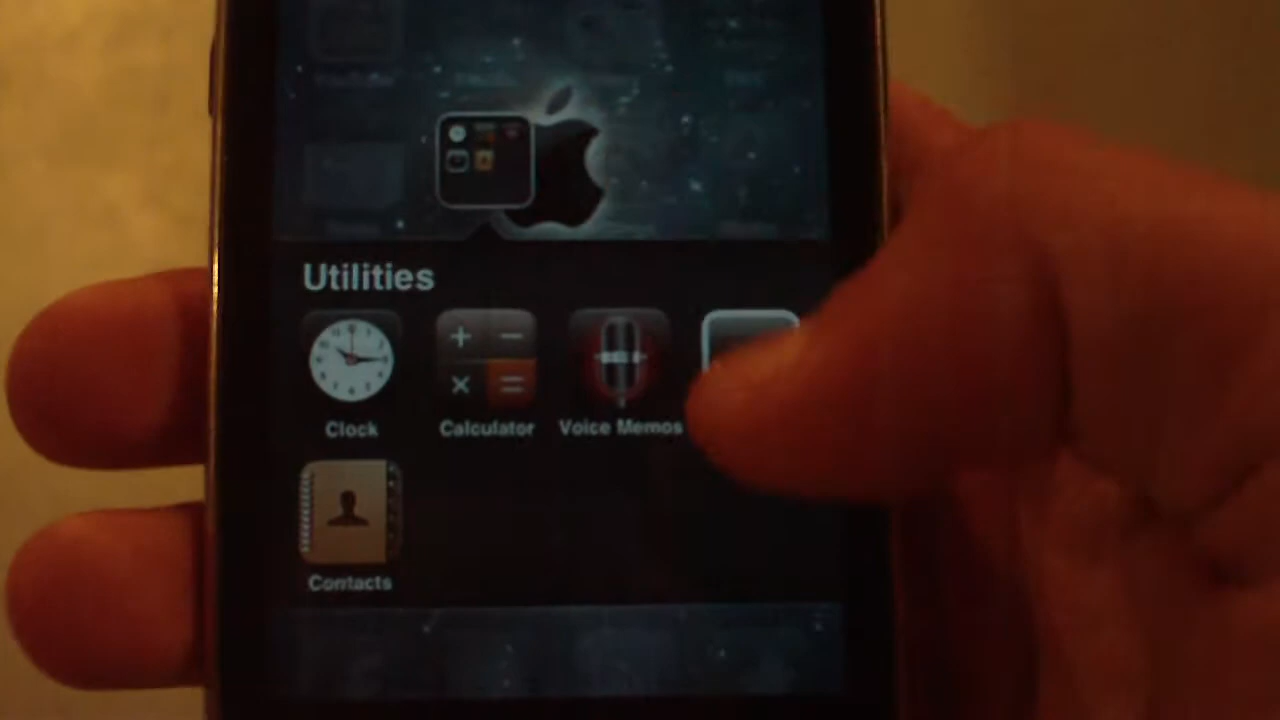 Utilities
Clock
Calculator
Voice Memos
Contacts